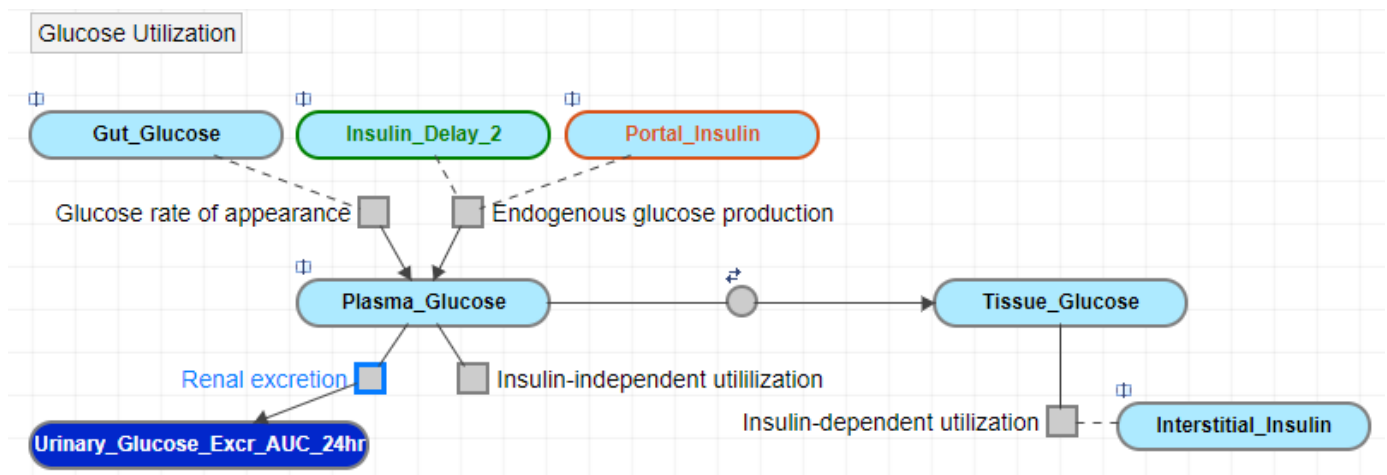 Glucose Utilization
Gut_Glucose
Insulin_Delay_2
Portal_Insulin
Glucose rate of appearance
Endogenous glucose production
Plasma_Glucose
Tissue_Glucose
Renal excretion
Insulin-independent utililization
Insulin-dependent utilization
Interstitial_Insulin
Urinary_Glucose_Excr_AUC_24hr